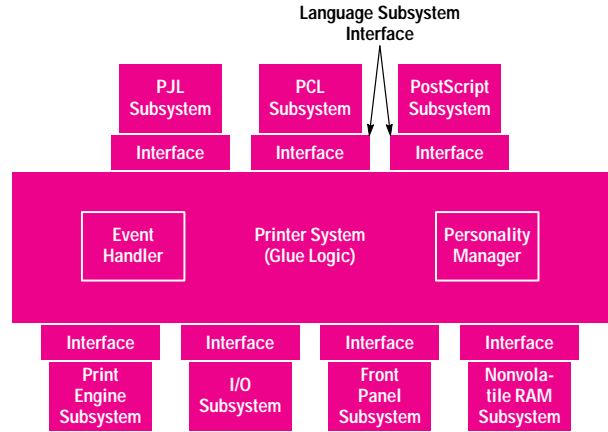 Language Subsystem
Interface
PJL
Subsystem
PCL
Subsystem
PostScript
Subsystem
Interface
Interface
Interface
Event
Handler
Printer System
(Glue Logic)
Personality
Manager
Interface
Interface
Interface
Interface
Print
Engine
Subsystem
I/O
Subsystem
Front
Panel
Subsystem
Nonvola-
tile RAM
Subsystem